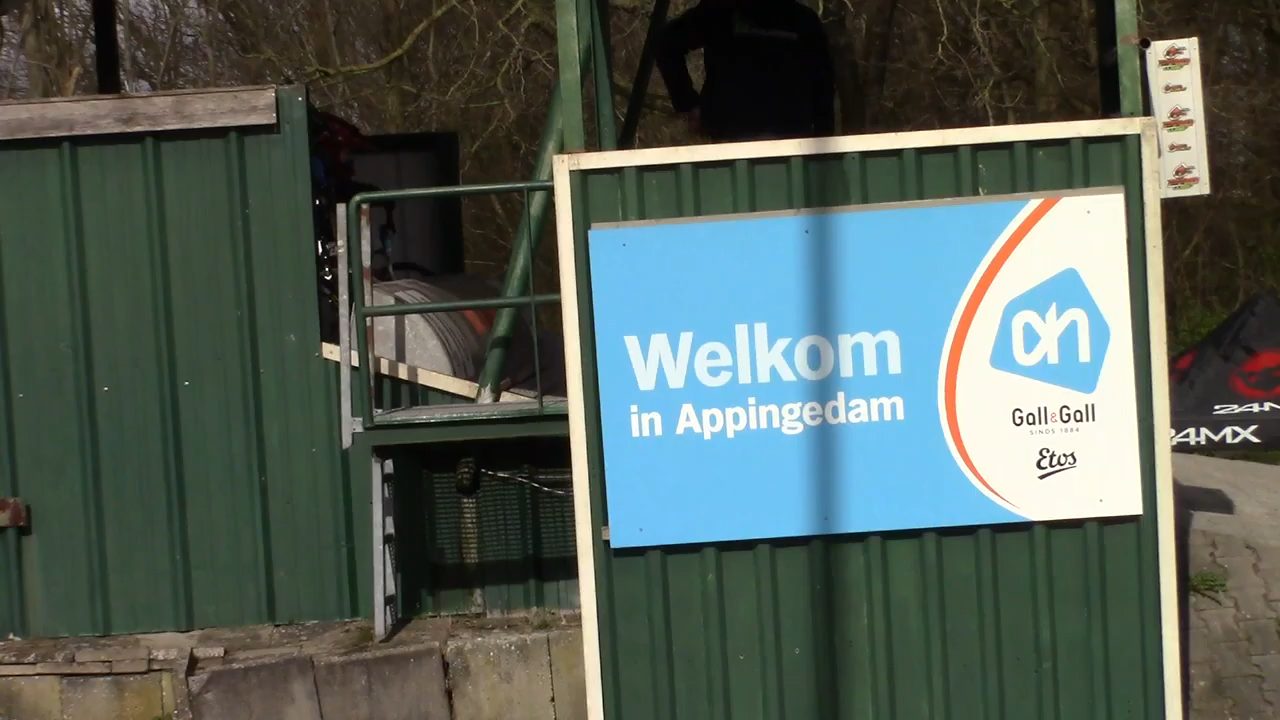 Welkom
in Appingedam
ah
Gall&Gall
SINDS 1884
Etos
24MX